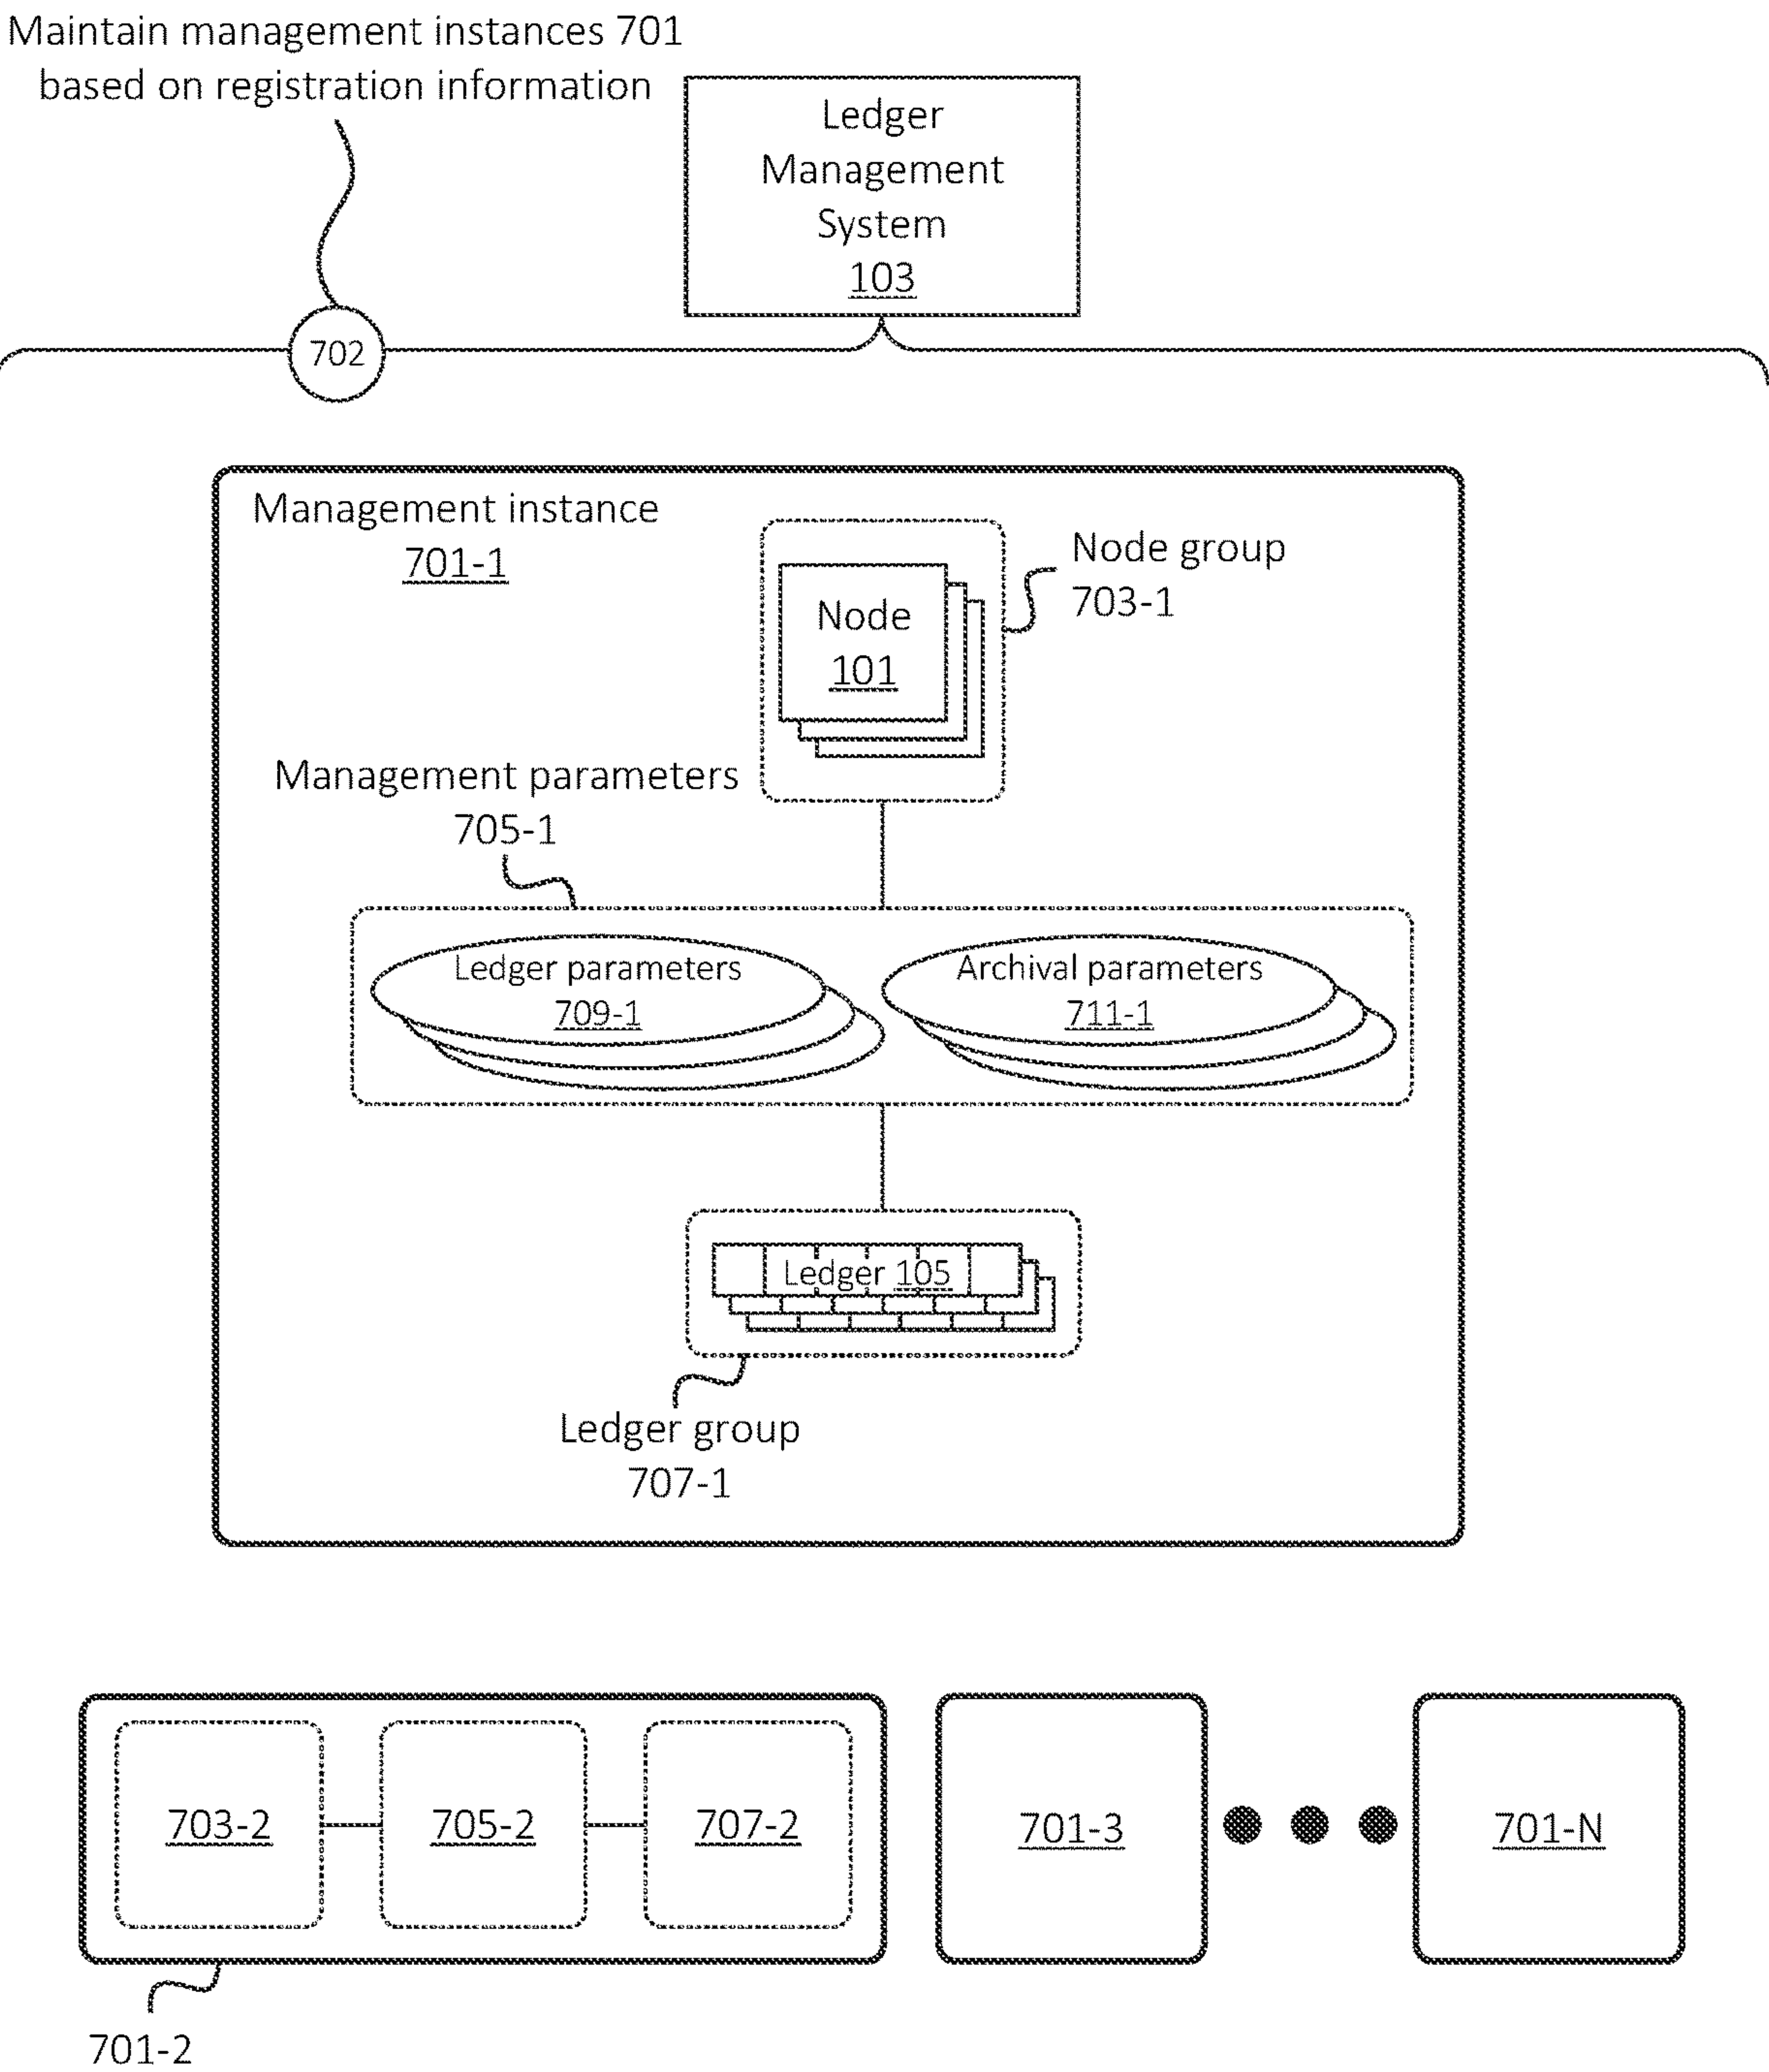 Maintain management instances 701
based on registration information
Ledger
Management
System
103
702
Management instance
701-1
Node group
703-1
Node
101
Management parameters
705-1
Ledger parameters
709-1
Archival parameters
711-1
Ledger 105
Ledger group
707-1
703-2
705-2
707-2
701-3
701-N
701-2